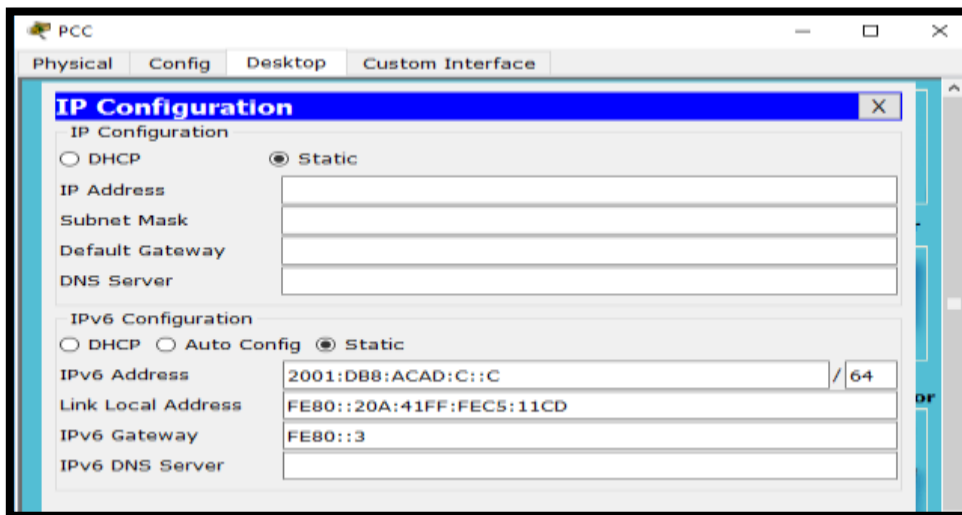 PCC
Physical Config Desktop Custom Interface
IP Configuration X
IP Configuration
DHCP Static
IP Address
Subnet Mask
Default Gateway
DNS Server
IPv6 Configuration
DHCP Auto Config Static
IPv6 Address 2001:DB8:ACAD:C::C / 64
Link Local Address FE80::20A:41FF:FEC5:11CD
or
IPv6 Gateway FE80::3
IPv6 DNS Server